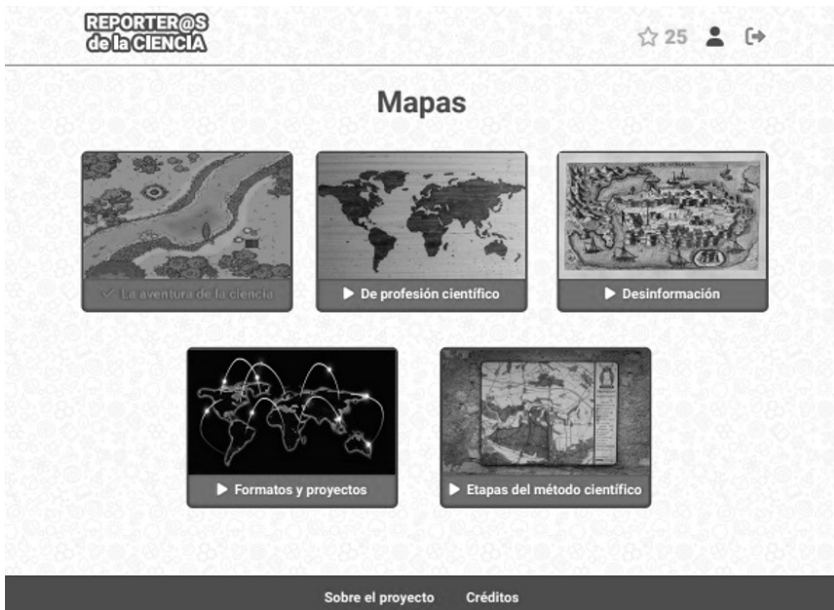 REPORTER@S
de la CIENCIA
25
Mapas
La aventura de la ciencia
De profesión científico
Desinformación
Formatos y proyectos
Etapas del método científico
Sobre el proyecto
Créditos